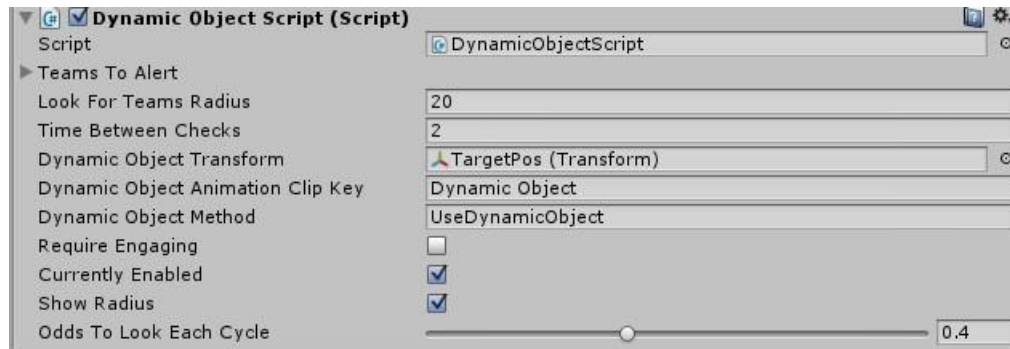 Dynamic Object Script (Script)
Script DynamicObjectScript
Teams To Alert
Look For Teams Radius 20
Time Between Checks 2
Dynamic Object Transform TargetPos (Transform)
Dynamic Object Animation Clip Key Dynamic Object
Dynamic Object Method UseDynamicObject
Require Engaging
Currently Enabled
Show Radius
Odds To Look Each Cycle 0.4